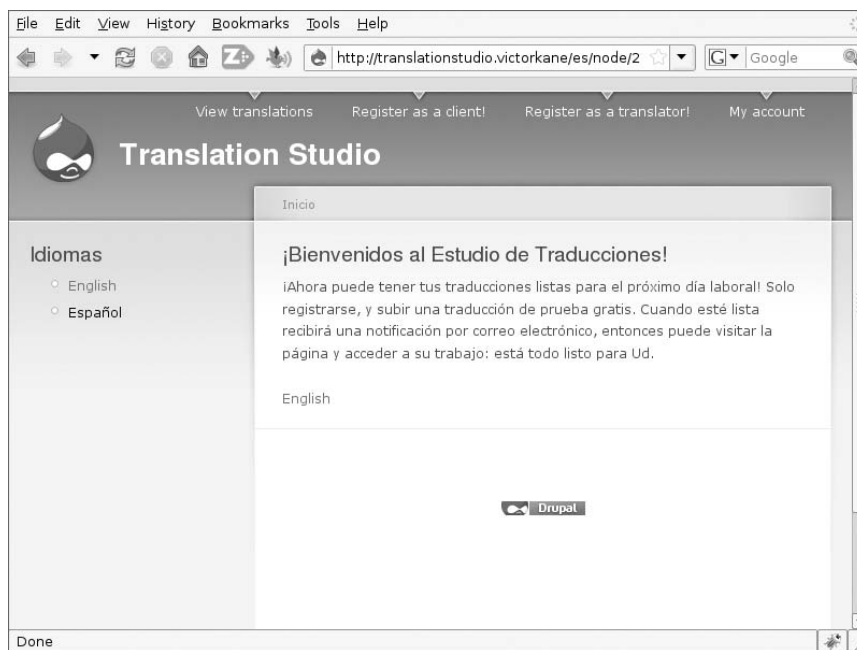 File Edit View History Bookmarks Tools Help
http://translationstudio.victorkane/es/node/2 G Google
View translations Register as a client! Register as a translator! My account
Translation Studio
Inicio
Idiomas
English
Español
¡Bienvenidos al Estudio de Traducciones!
¡Ahora puede tener tus traducciones listas para el próximo día laboral! Solo
registrarse, y subir una traducción de prueba gratis. Cuando esté lista
recibirá una notificación por correo electrónico, entonces puede visitar la
página y acceder a su trabajo: está todo listo para Ud.
English
Drupal
Done